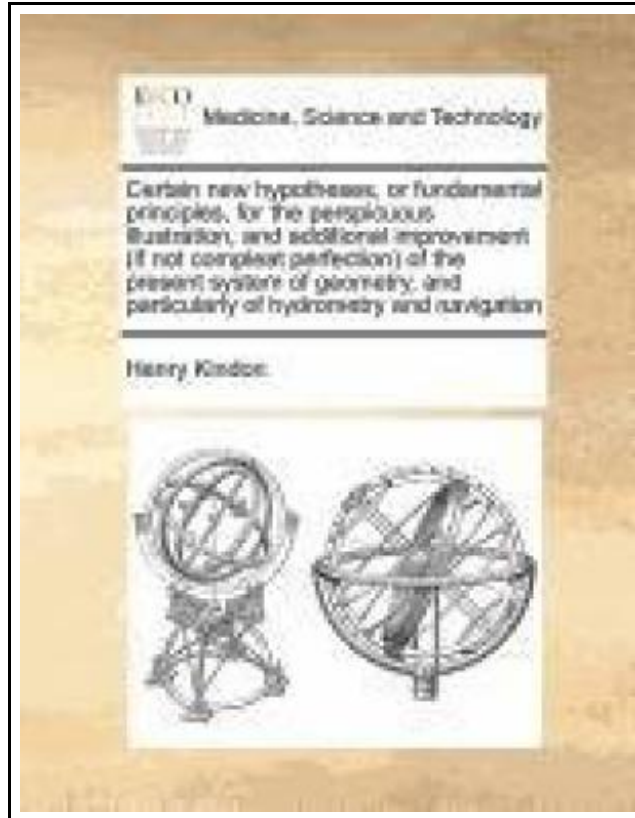 ECCO
Medicine, Science and Technology
Certain new hypotheses, or fundamental
principles, for the perspicuous
illustration, and additional improvement
(if not compleat perfection) of the
present system of geometry, and
particularly of hydrometry and navigation
Henry Kindon